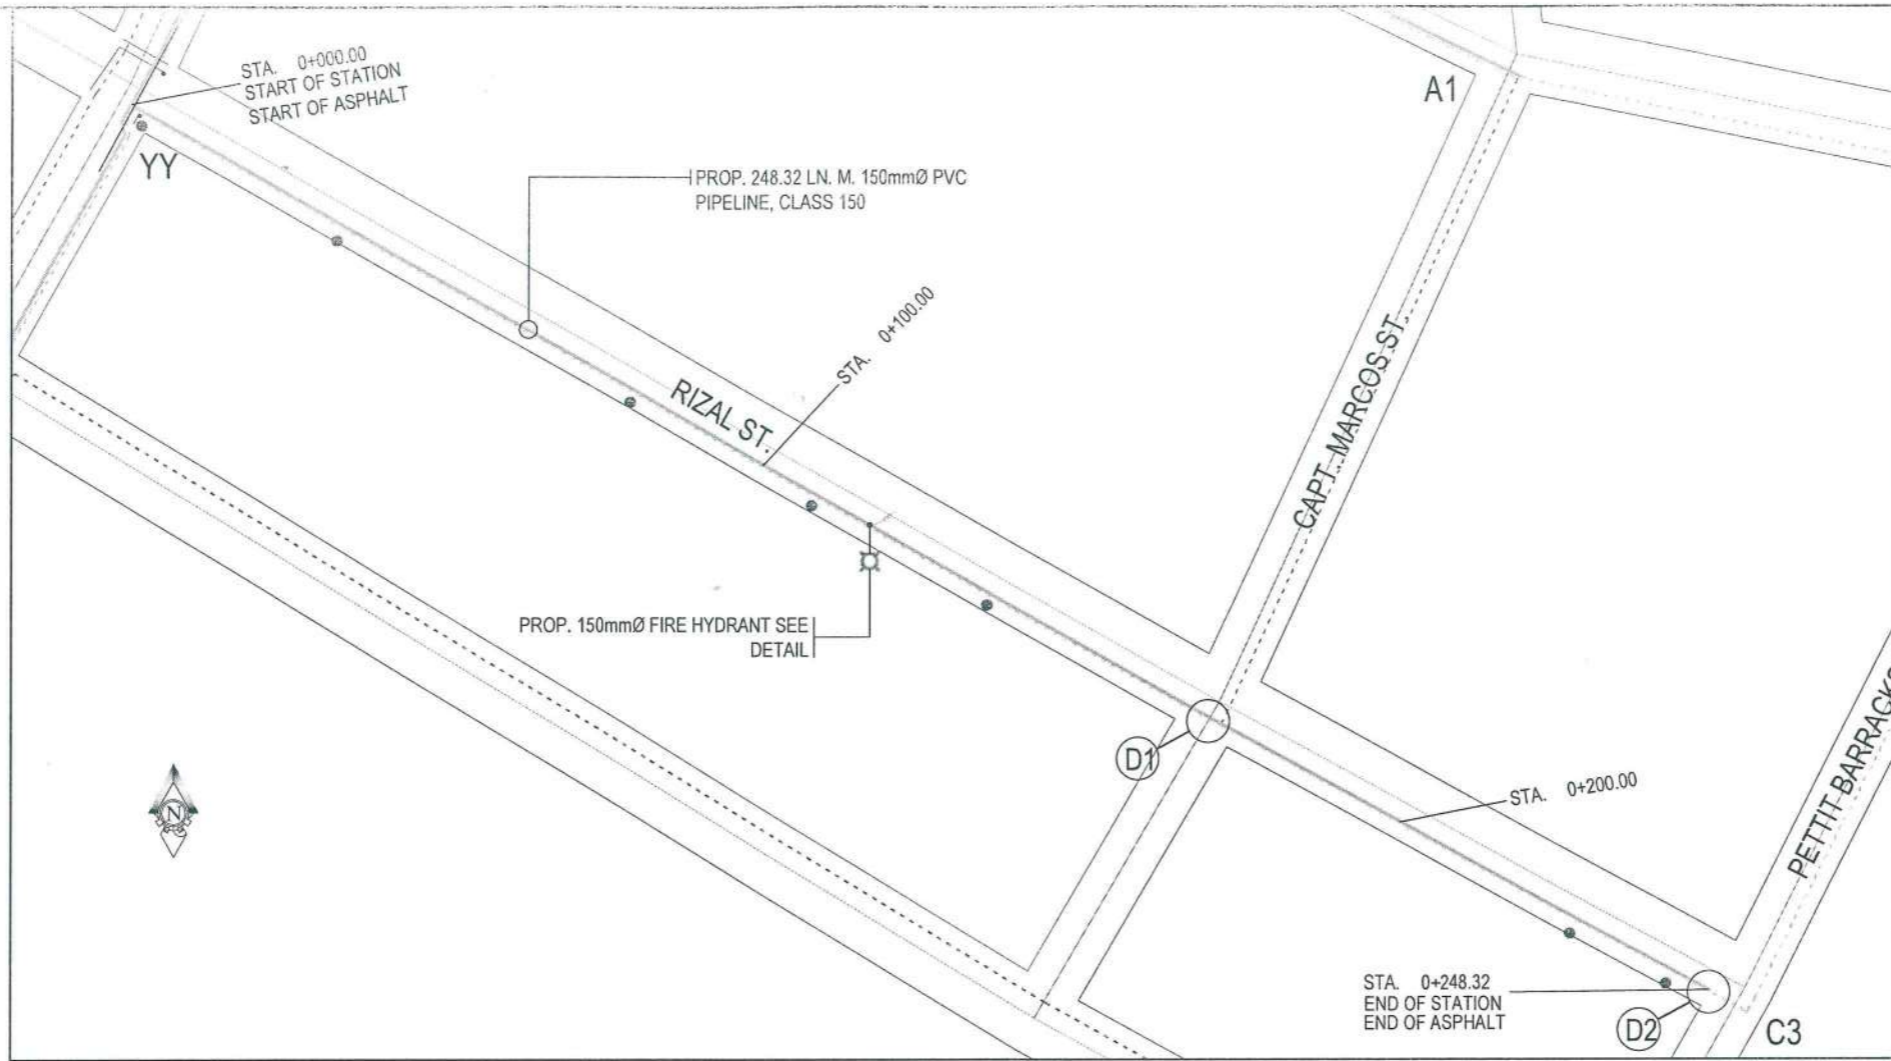 STA. 0+000.00
START OF STATION
START OF ASPHALT
YY
A1
PROP. 248.32 LN. M. 150mmØ PVC
PIPELINE, CLASS 150
STA. 0+100.00
RIZAL ST.
CAPT. MARCOS ST.
PROP. 150mmØ FIRE HYDRANT SEE
DETAIL
D1
STA. 0+200.00
PETTIT BARRACKS
N
STA. 0+248.32
END OF STATION
END OF ASPHALT
D2
C3